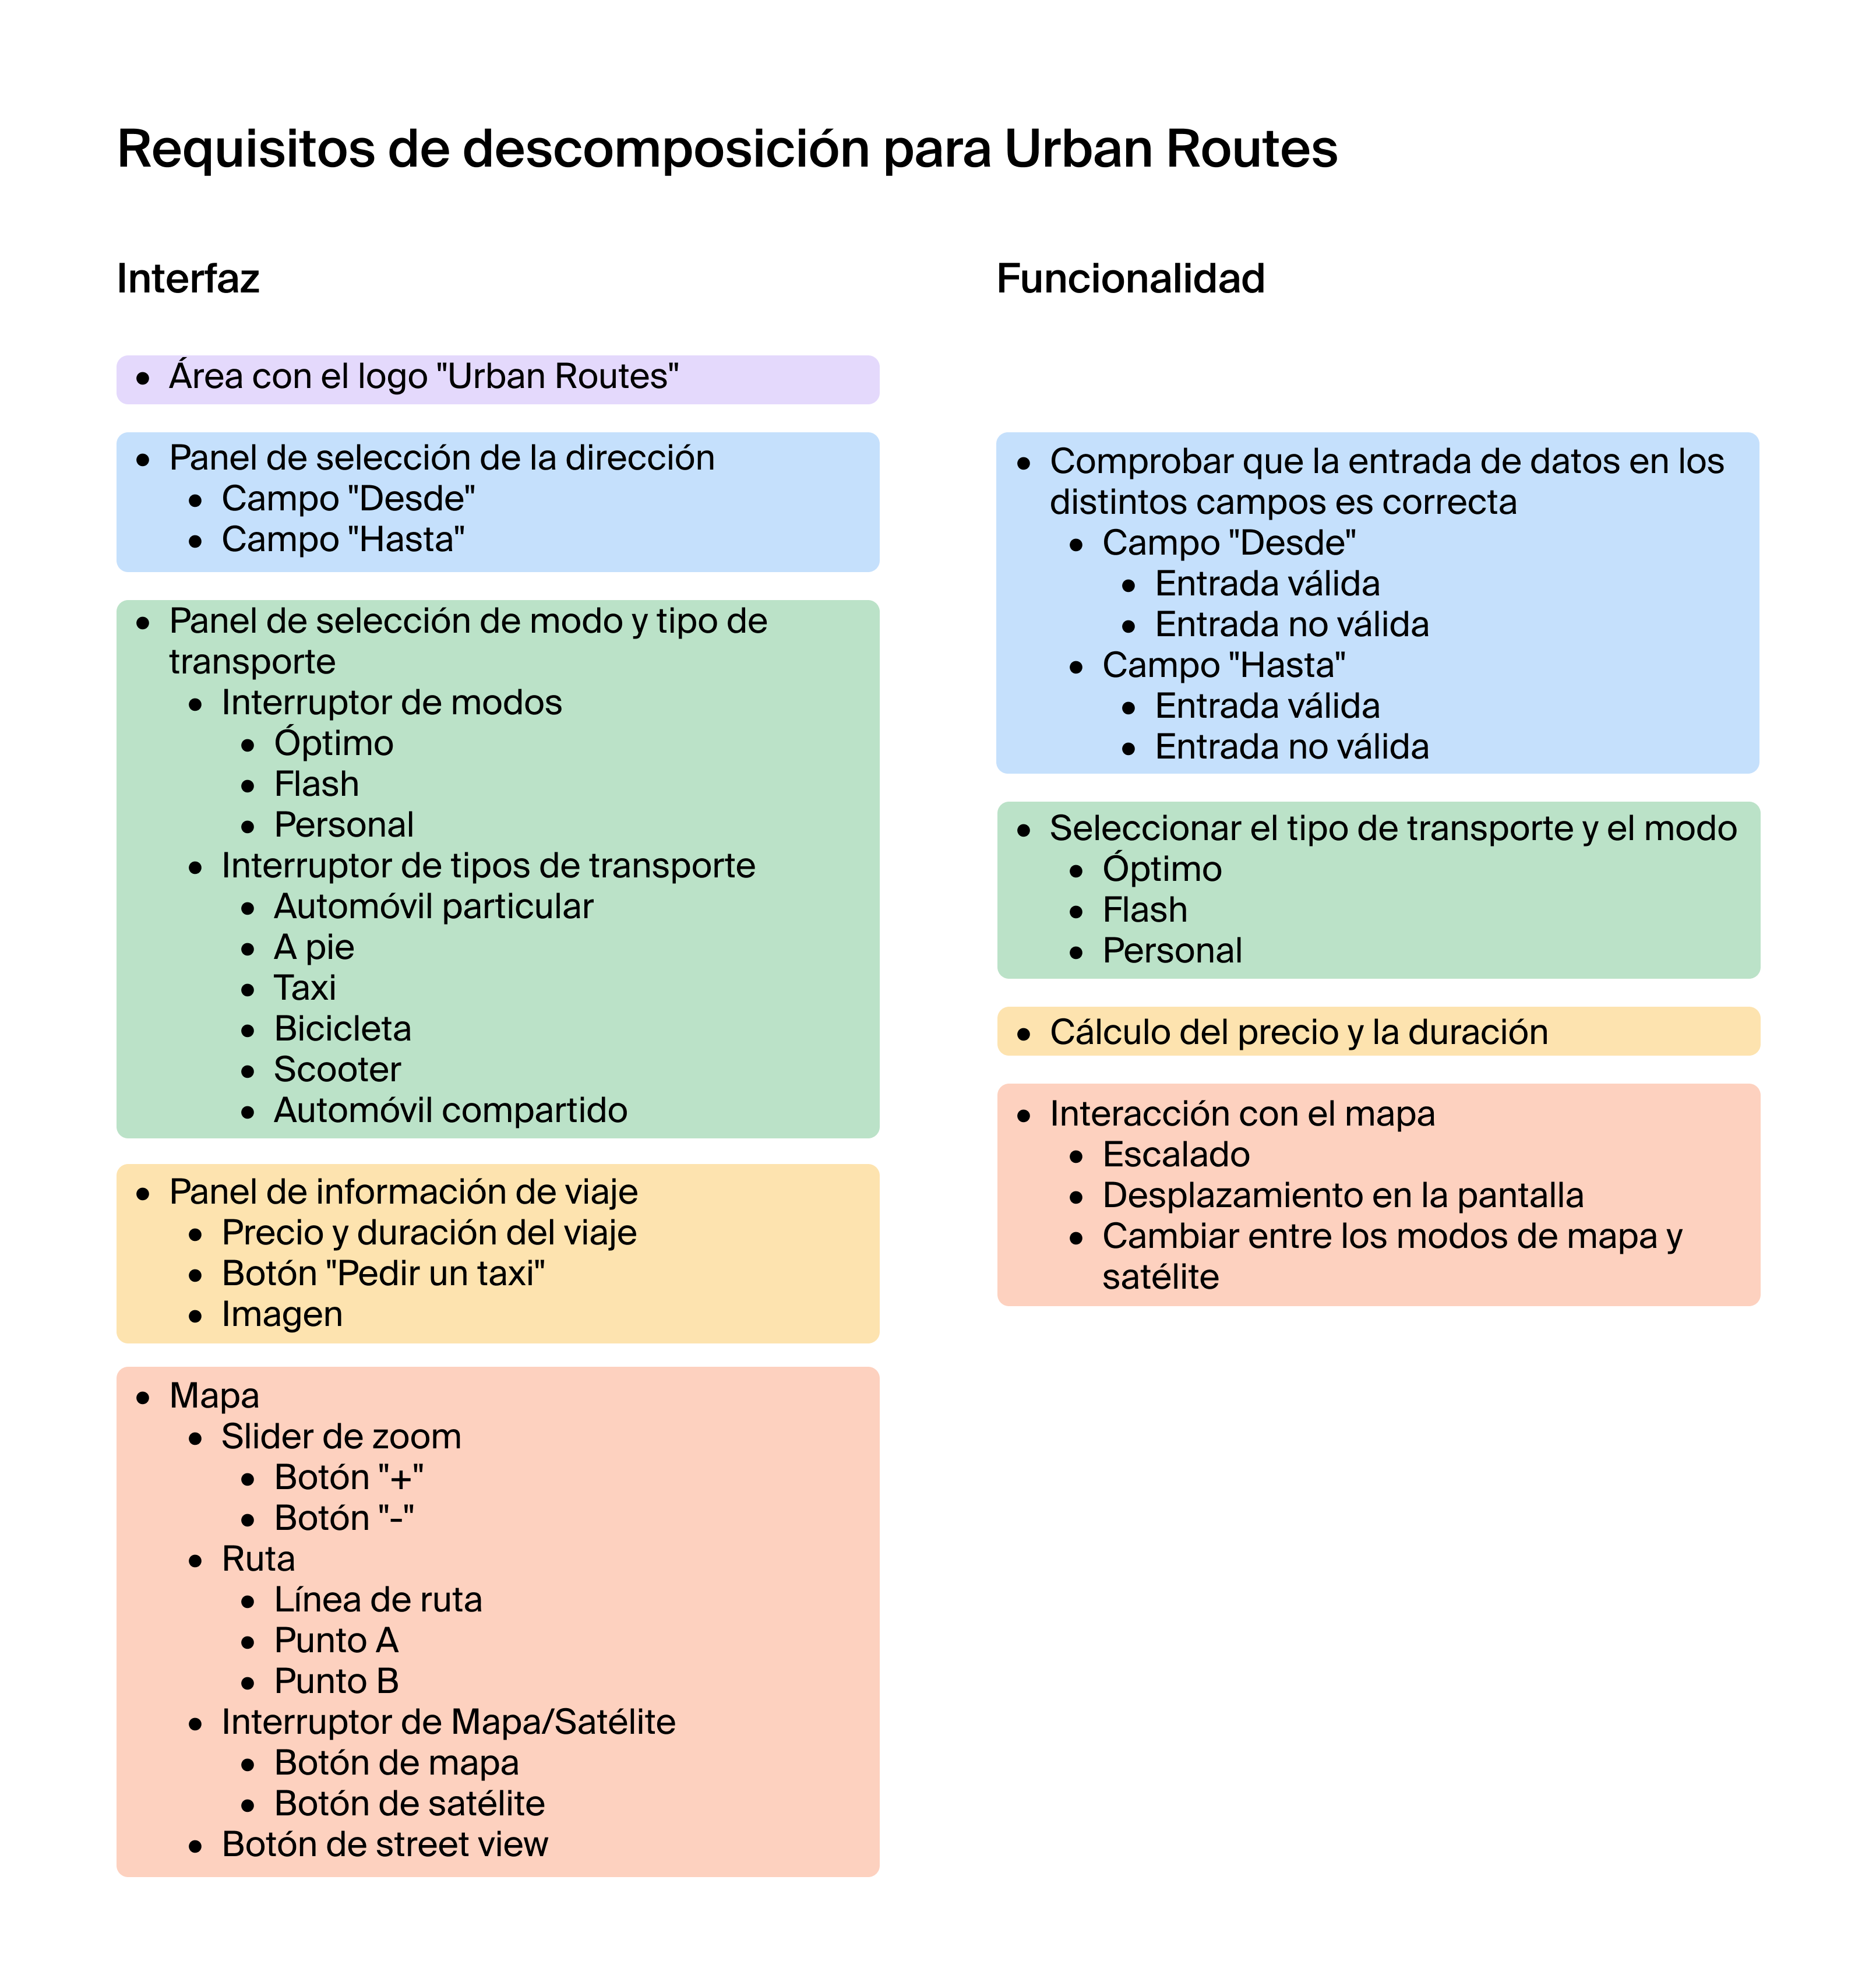 Requisitos de descomposición para Urban Routes
Interfaz
• Área con el logo "Urban Routes"
• Panel de selección de la dirección
• Campo "Desde"
• Campo "Hasta"
• Panel de selección de modo y tipo de
transporte
• Interruptor de modos
• Óptimo
• Flash
• Personal
• Interruptor de tipos de transporte
• Automóvil particular
• A pie
• Taxi
• Bicicleta
• Scooter
• Automóvil compartido
• Panel de información de viaje
• Precio y duración del viaje
• Botón "Pedir un taxi"
• Imagen
• Mapa
• Slider de zoom
• Botón "+"
• Botón "-"
• Ruta
• Línea de ruta
• Punto A
• Punto B
• Interruptor de Mapa/Satélite
• Botón de mapa
• Botón de satélite
• Botón de street view
Funcionalidad
• Comprobar que la entrada de datos en los
distintos campos es correcta
• Campo "Desde"
• Entrada válida
• Entrada no válida
• Campo "Hasta"
• Entrada válida
• Entrada no válida
• Seleccionar el tipo de transporte y el modo
• Óptimo
• Flash
• Personal
• Cálculo del precio y la duración
• Interacción con el mapa
• Escalado
• Desplazamiento en la pantalla
• Cambiar entre los modos de mapa y
satélite